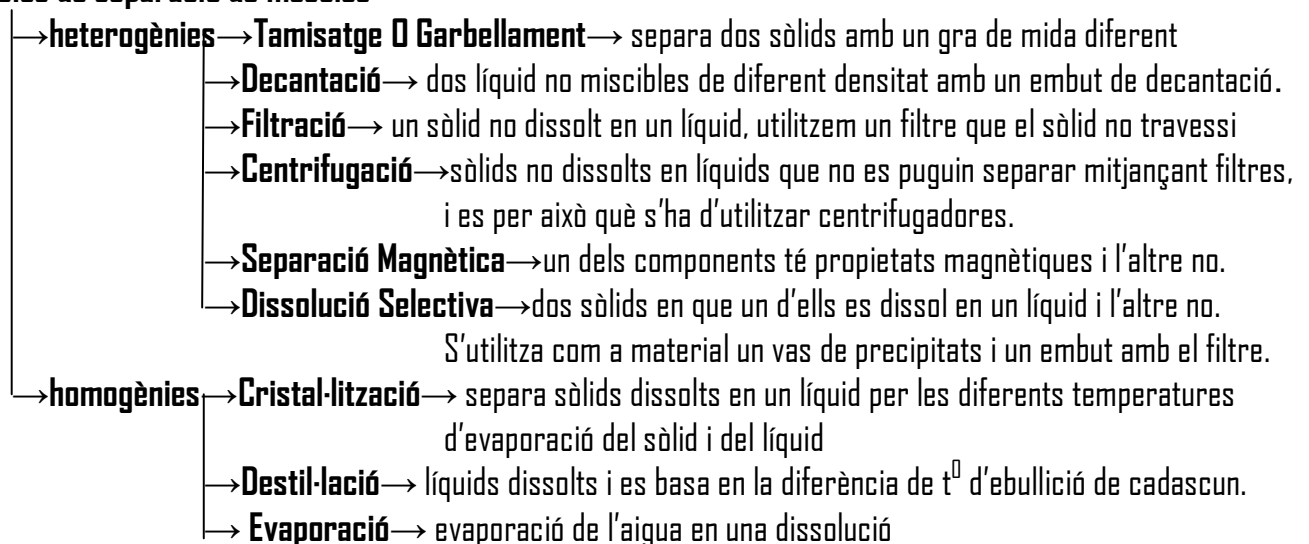 →heterogènies→Tamisatge O Garbellament→ separa dos sòlids amb un gra de mida diferent
→Decantació→ dos líquid no miscibles de diferent densitat amb un embut de decantació.
→Filtració→ un sòlid no dissolt en un líquid, utilitzem un filtre que el sòlid no travessi
→Centrifugació→sòlids no dissolts en líquids que no es puguin separar mitjançant filtres,
i es per això què s'ha d'utilitzar centrifugadores.
→Separació Magnètica→un dels components té propietats magnètiques i l'altre no.
→Dissolució Selectiva→dos sòlids en que un d'ells es dissol en un líquid i l'altre no.
S'utilitza com a material un vas de precipitats i un embut amb el filtre.
→homogènies→Cristal·lització→ separa sòlids dissolts en un líquid per les diferents temperatures
d'evaporació del sòlid i del líquid
→Destil·lació→ líquids dissolts i es basa en la diferència de t d'ebullició de cadascun.
→ Evaporació→ evaporació de l'aigua en una dissolució